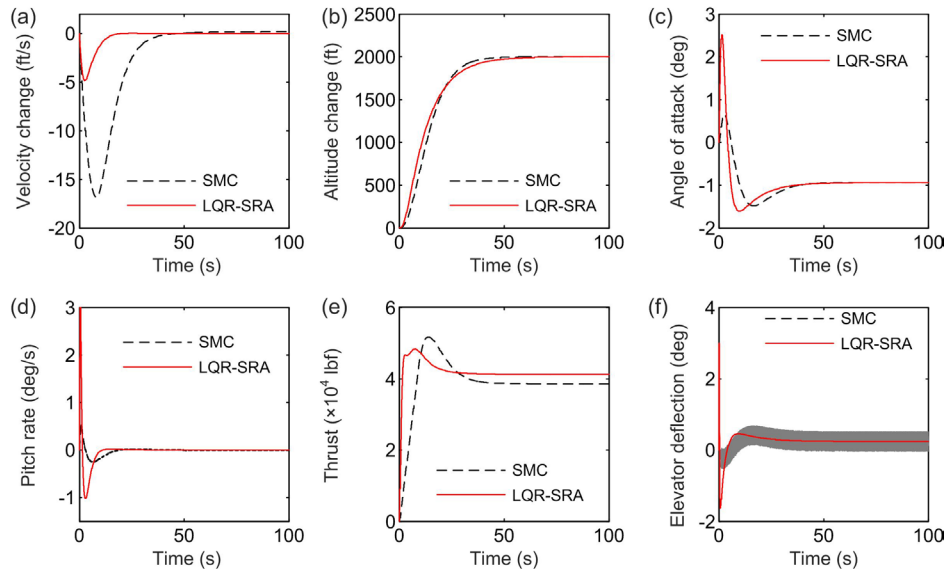 (a)
Velocity change (ft/s)
0
-5
-10
-15
-20
SMC
LQR-SRA
0 50 100
Time (s)
(b)
Altitude change (ft)
2000
1500
1000
500
0
SMC
LQR-SRA
0 50 100
Time (s)
(c)
Angle of attack (deg)
3
2
1
0
-1
-2
SMC
LQR-SRA
0 50 100
Time (s)
(d)
Pitch rate (deg/s)
3
2
1
0
-1
SMC
LQR-SRA
0 50 100
Time (s)
(e)
Thrust (×10⁴ lbf)
6
4
2
0
SMC
LQR-SRA
0 50 100
Time (s)
(f)
Elevator deflection (deg)
4
2
0
-2
SMC
LQR-SRA
0 50 100
Time (s)